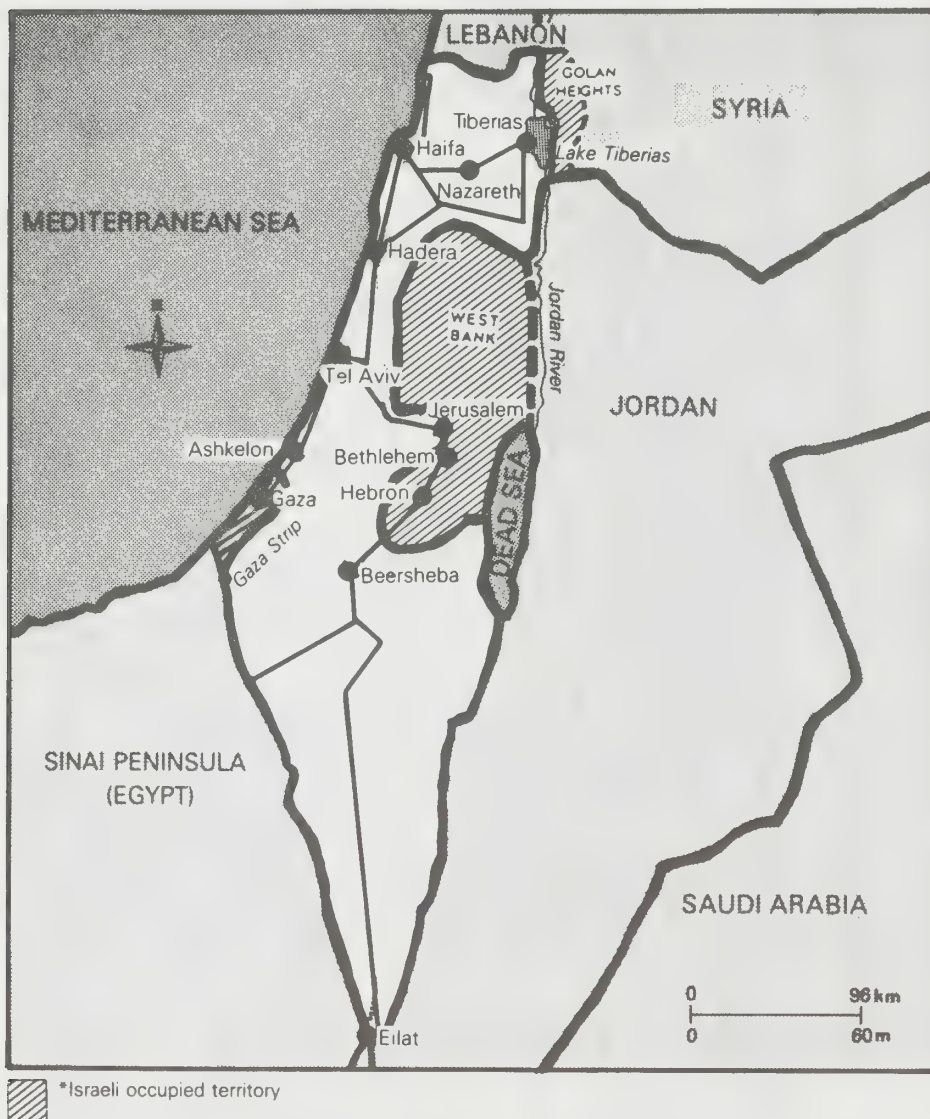 LEBANON
GOLAN
HEIGHTS
SYRIA
Tiberias
Haifa
Lake Tiberias
Nazareth
MEDITERRANEAN SEA
Hadera
Jordan River
WEST
BANK
Tel Aviv
JORDAN
Jerusalem
Ashkelon
Bethlehem
Gaza
Hebron
DEAD SEA
Gaza Strip
Beersheba
SINAI PENINSULA
(EGYPT)
SAUDI ARABIA
0 96 km
0 60 m
Eilat
*Israeli occupied territory